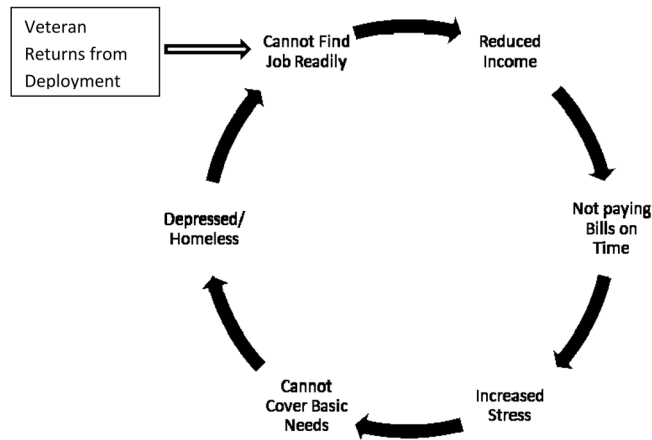 Veteran
Returns from
Deployment
Cannot Find
Job Readily
Reduced
Income
Not paying
Bills on
Time
Increased
Stress
Cannot
Cover Basic
Needs
Depressed/
Homeless